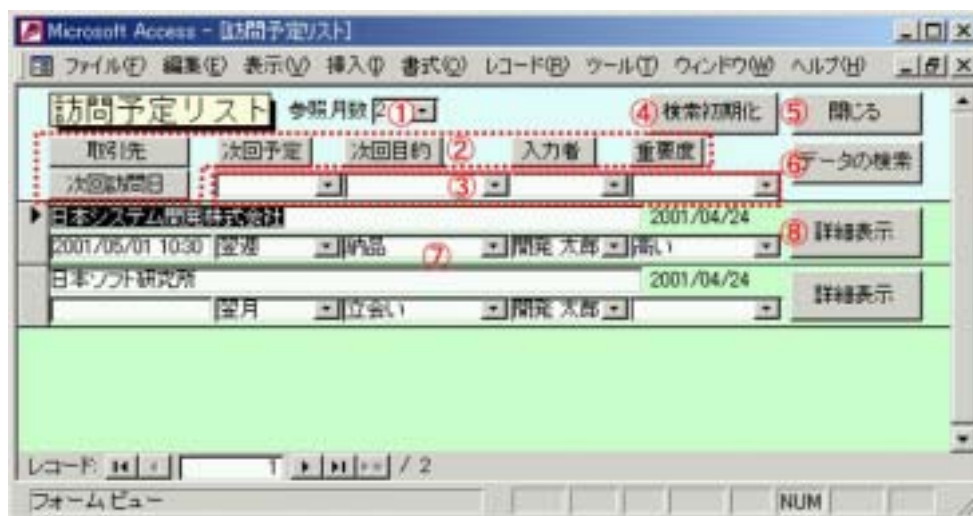 Microsoft Access - [訪問予定リスト]
ファイル(F) 編集(E) 表示(V) 挿入(I) 書式(O) レコード(R) ツール(T) ウィンドウ(W) ヘルプ(H)
訪問予定リスト 参照月数 2 ① ④ 検索初期化 ⑤ 閉じる
取引先 次回予定 次回目的 ② 入力者 重要度 ⑥ データの検索
次回訪問日 ③
日本システム開発株式会社 2001/04/24 ⑧ 詳細表示
2001/05/01 10:30 翌週 納品 ⑦ 開発 太郎 高い
日本ソフト研究所 2001/04/24 詳細表示
翌月 立会い 開発 太郎
レコード: 1 / 2
フォーム ビュー NUM